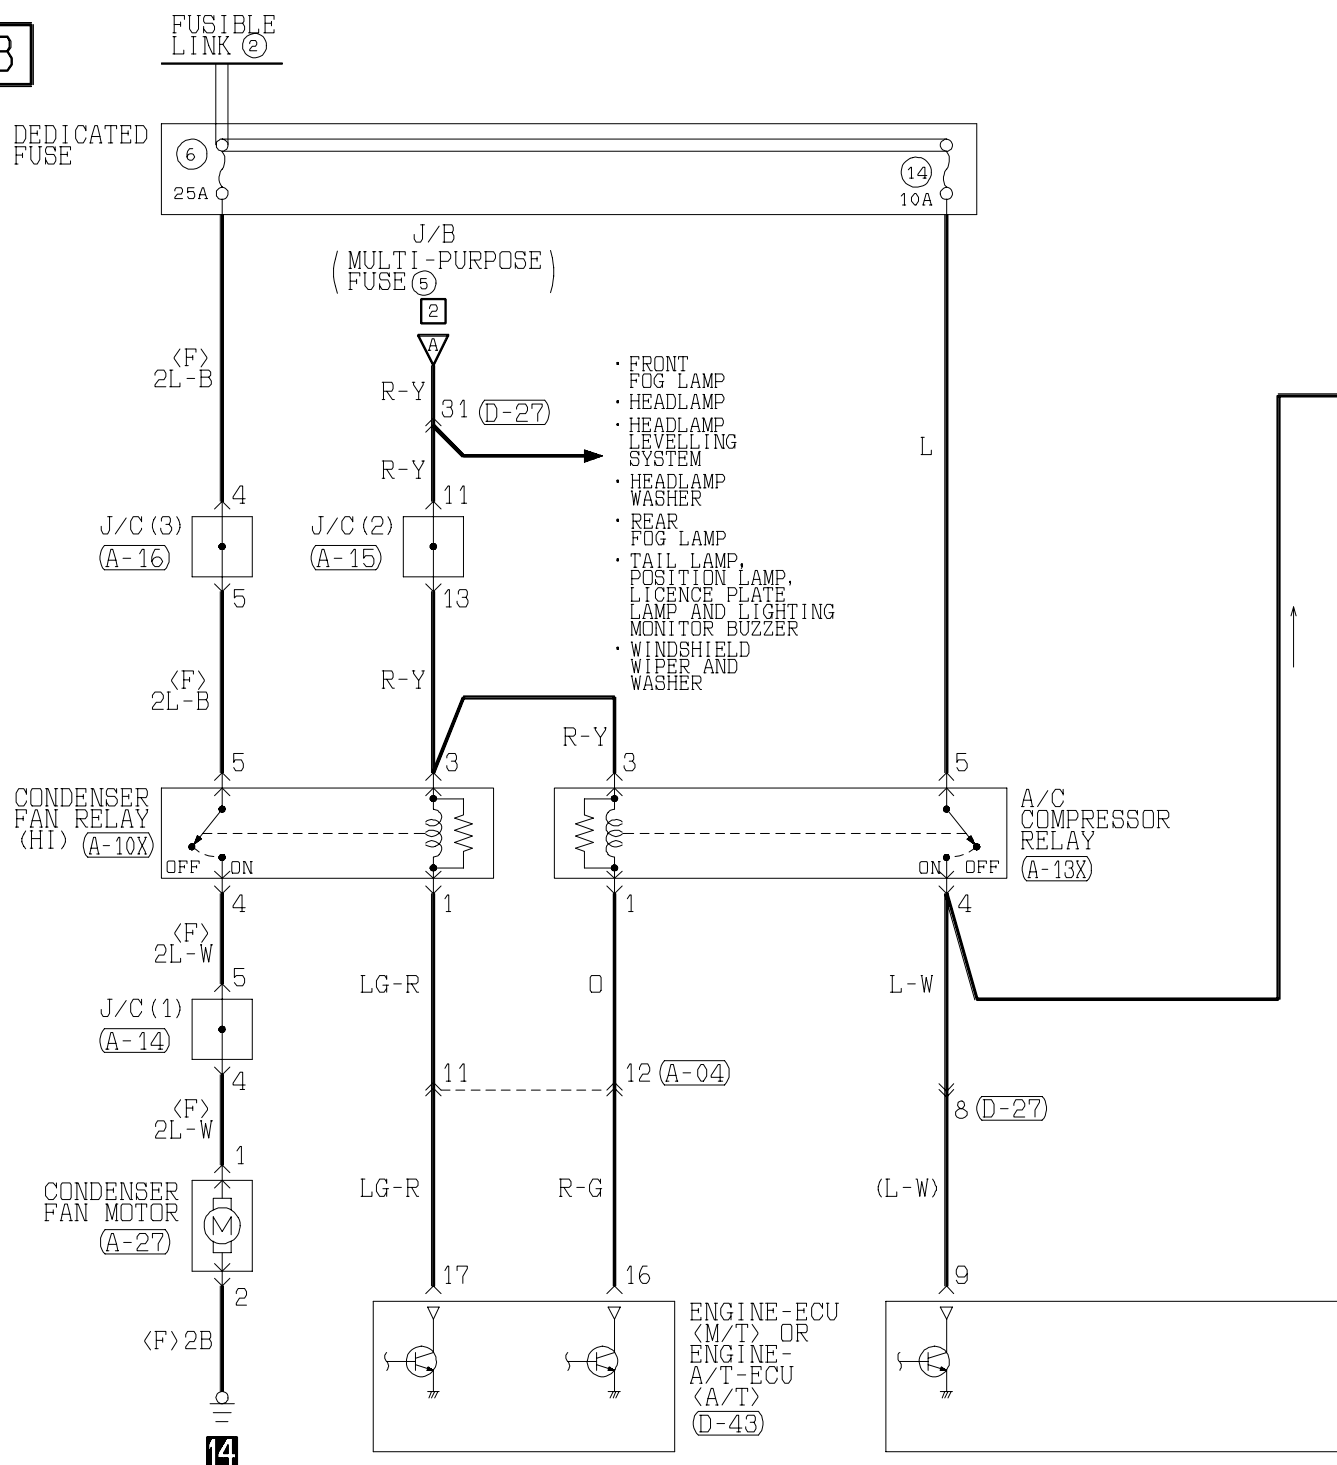 B
FUSIBLE
LINK ②
DEDICATED
FUSE
6
25A
14
10A
J/B
(MULTI-PURPOSE
FUSE ⑤)
2
A
〈F〉
2L-B
R-Y
31 (D-27)
R-Y
L
· FRONT
FOG LAMP
· HEADLAMP
· HEADLAMP
LEVELLING
SYSTEM
· HEADLAMP
WASHER
· REAR
FOG LAMP
· TAIL LAMP,
POSITION LAMP,
LICENCE PLATE
LAMP AND LIGHTING
MONITOR BUZZER
· WINDSHIELD
WIPER AND
WASHER
4
J/C(3)
(A-16)
5
11
J/C(2)
(A-15)
13
〈F〉
2L-B
R-Y
R-Y
5
3
3
5
CONDENSER
FAN RELAY
(HI) (A-10X)
OFF
ON
A/C
COMPRESSOR
RELAY
(A-13X)
ON
OFF
4
1
1
4
〈F〉
2L-W
5
J/C(1)
(A-14)
4
LG-R
O
L-W
11
12 (A-04)
8 (D-27)
〈F〉
2L-W
1
CONDENSER
FAN MOTOR
(A-27)
M
2
LG-R
R-G
(L-W)
17
16
9
〈F〉2B
14
ENGINE-ECU
〈M/T〉 OR
ENGINE-
A/T-ECU
〈A/T〉
(D-43)